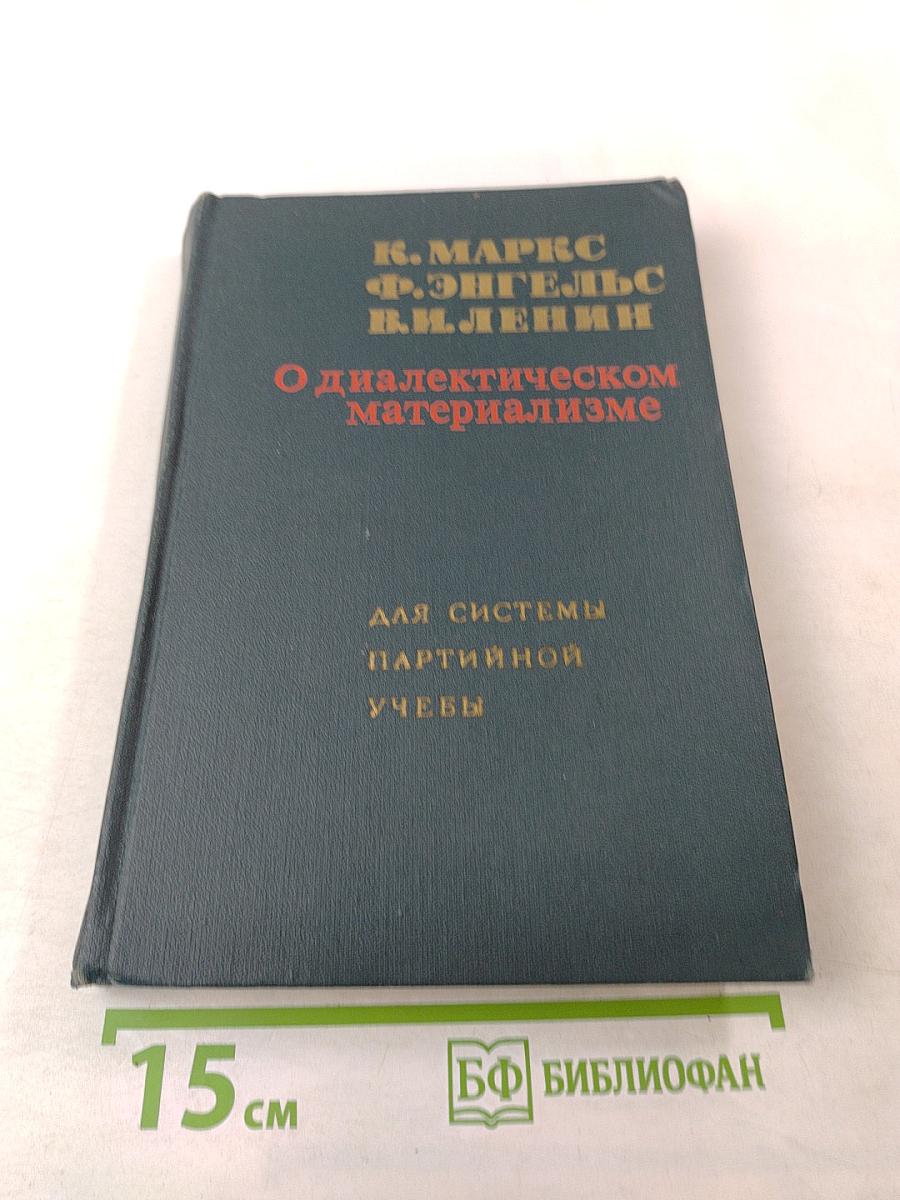 К. МАРКС
Ф. ЭНГЕЛЬС
В.И. ЛЕНИН
О диалектическом
материализме
ДЛЯ СИСТЕМЫ
ПАРТИЙНОЙ
УЧЕБЫ
15 см
БФ БИБЛИОФАН